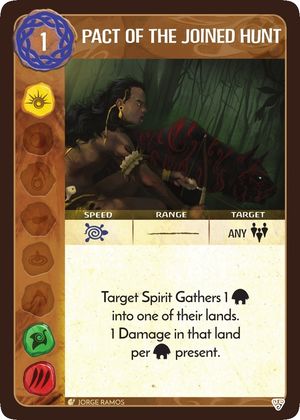 1
PACT OF THE JOINED HUNT
SPEED RANGE TARGET
ANY
Target Spirit Gathers 1
into one of their lands.
1 Damage in that land
per present.
JORGE RAMOS